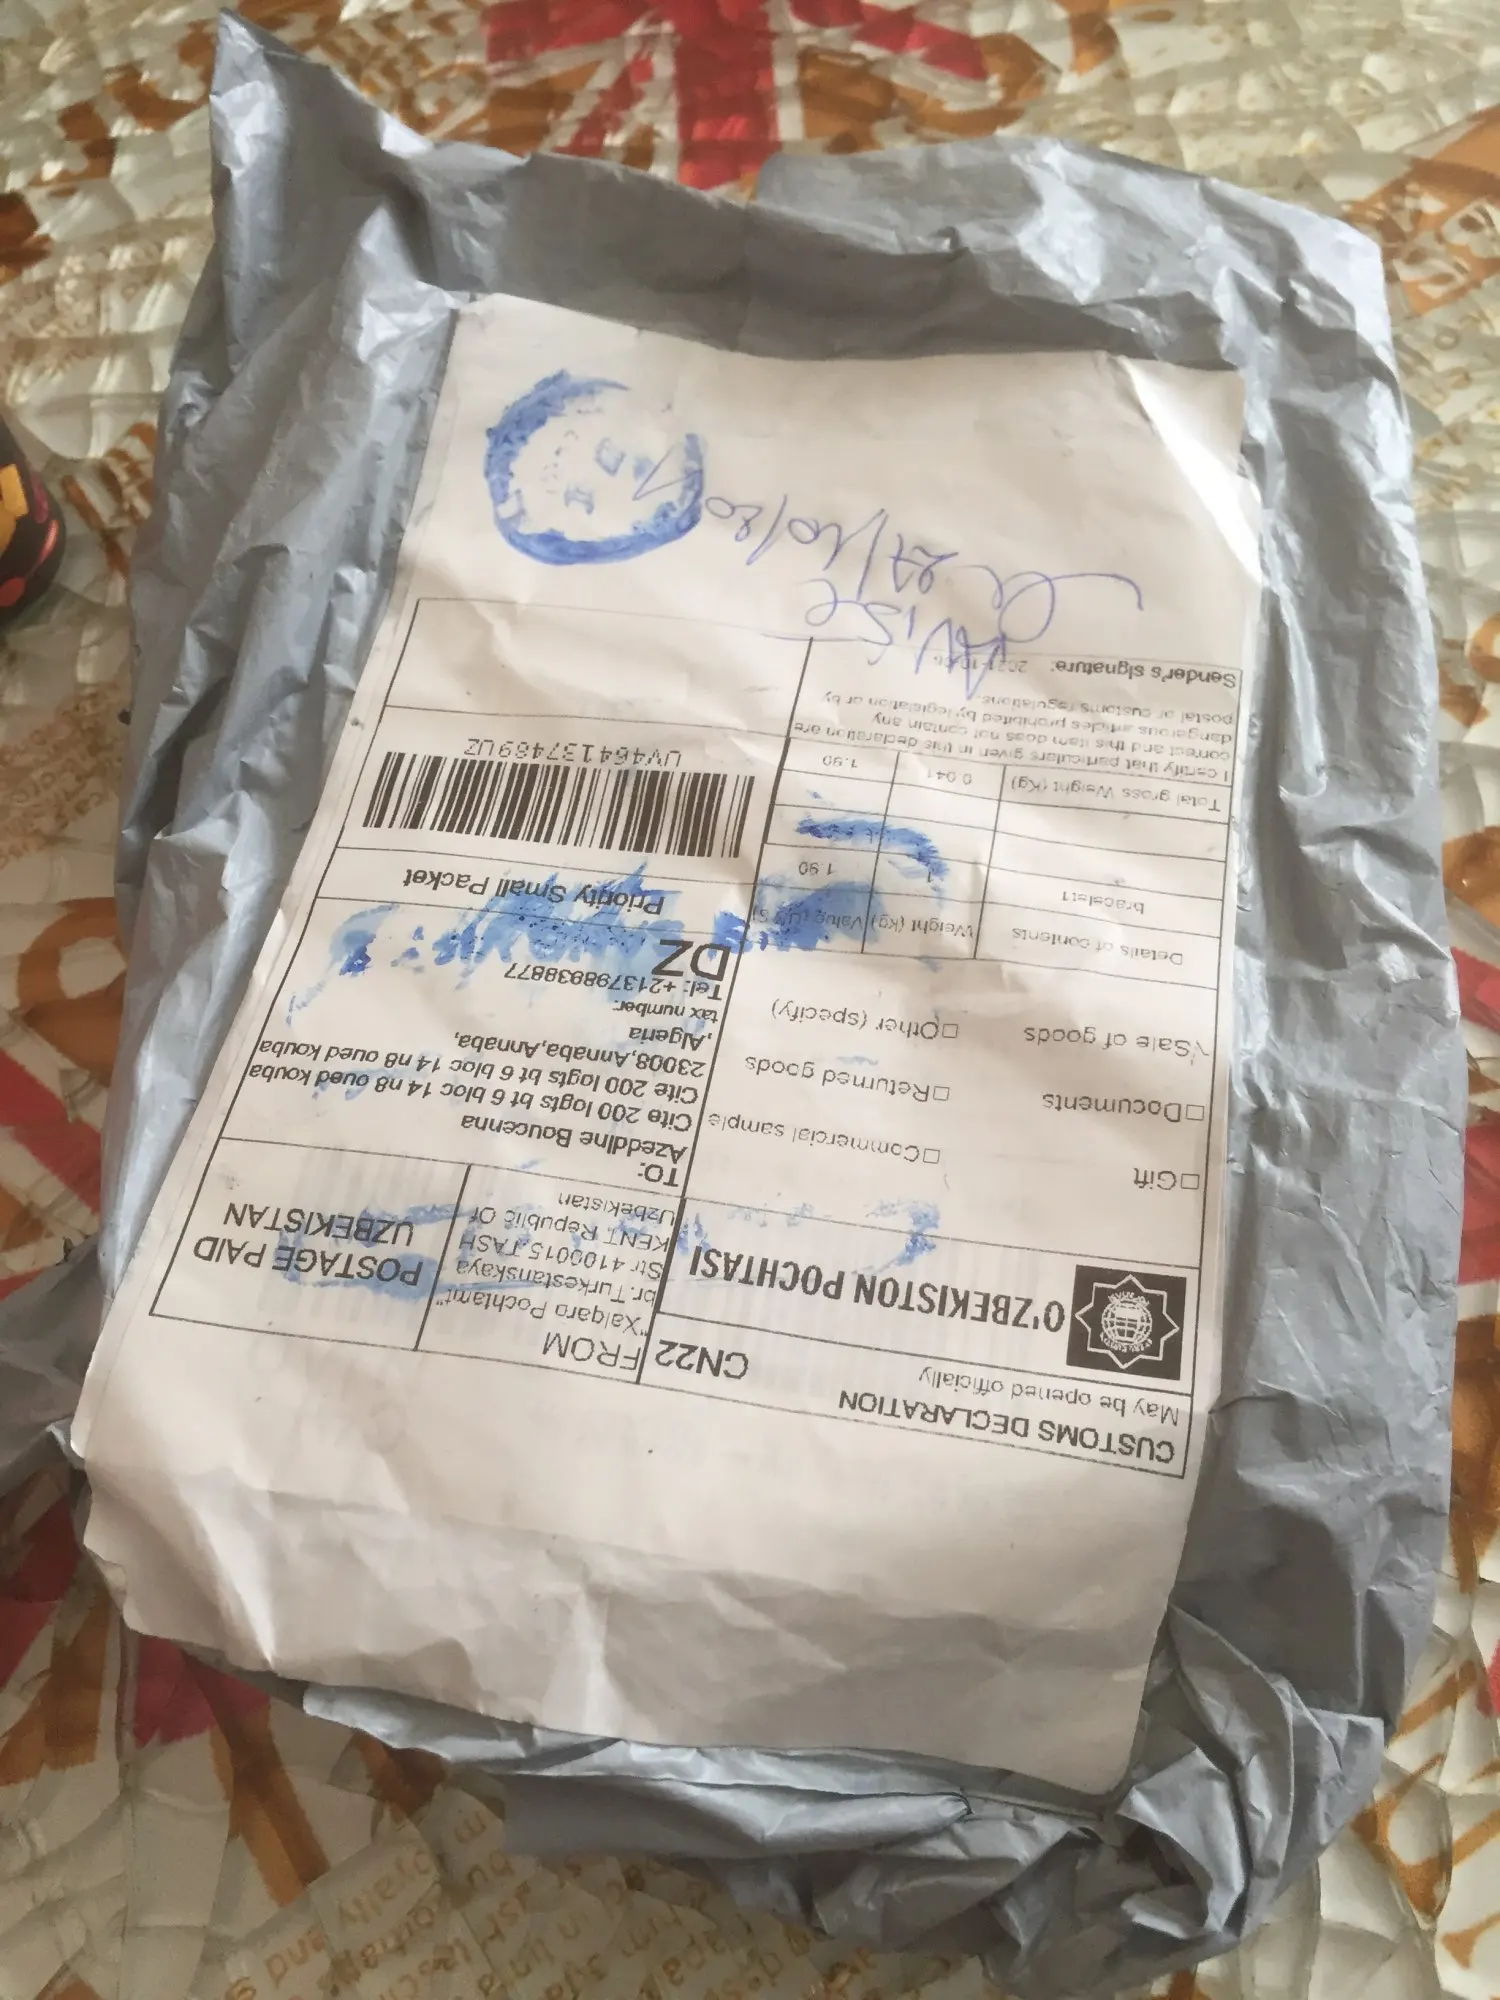 CUSTOMS DECLARATION
May be opened officially
CN22
O'ZBEKISTON POCHTASI
□Gift
□Commercial sample
□Documents
□Returned goods
√Sale of goods
□Other (specify)
Details of contents
Weight (kg)
Value (US $)
bracelet1
1.90
Total gross Weight (Kg)
0.041
1.90
I certify that particulars given in this declaration are
correct and this item does not contain any
dangerous articles prohibited by legislation or by
postal or customs regulations.
Sender's signature:
FROM
"Xalqaro Pochtamt"
br.Turkestanskaya
Str 4100015.TASH
KENT Republic Of
Uzbekistan
POSTAGE PAID
UZBEKISTAN
TO:
Azeddine Boucenna
Cite 200 logts bt 6 bloc 14 n8 oued kouba
Cite 200 logts bt 6 bloc 14 n8 oued kouba
23008,Annaba,Annaba,
,Algeria
tax number:
Tel: +213798838877
DZ
Priority Small Packet
UV464137489UZ
AVISE